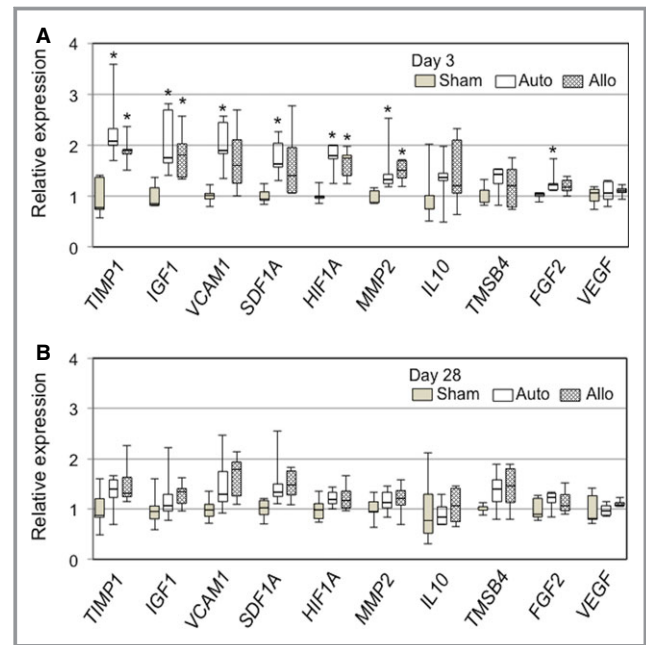 A
Relative expression
4
3
2
1
0
Day 3
Sham Auto Allo
* * * * * * * * * * *
TIMP1 IGF1 VCAM1 SDF1A HIF1A MMP2 IL10 TMSB4 FGF2 VEGF
B
Relative expression
4
3
2
1
0
Day 28
Sham Auto Allo
TIMP1 IGF1 VCAM1 SDF1A HIF1A MMP2 IL10 TMSB4 FGF2 VEGF